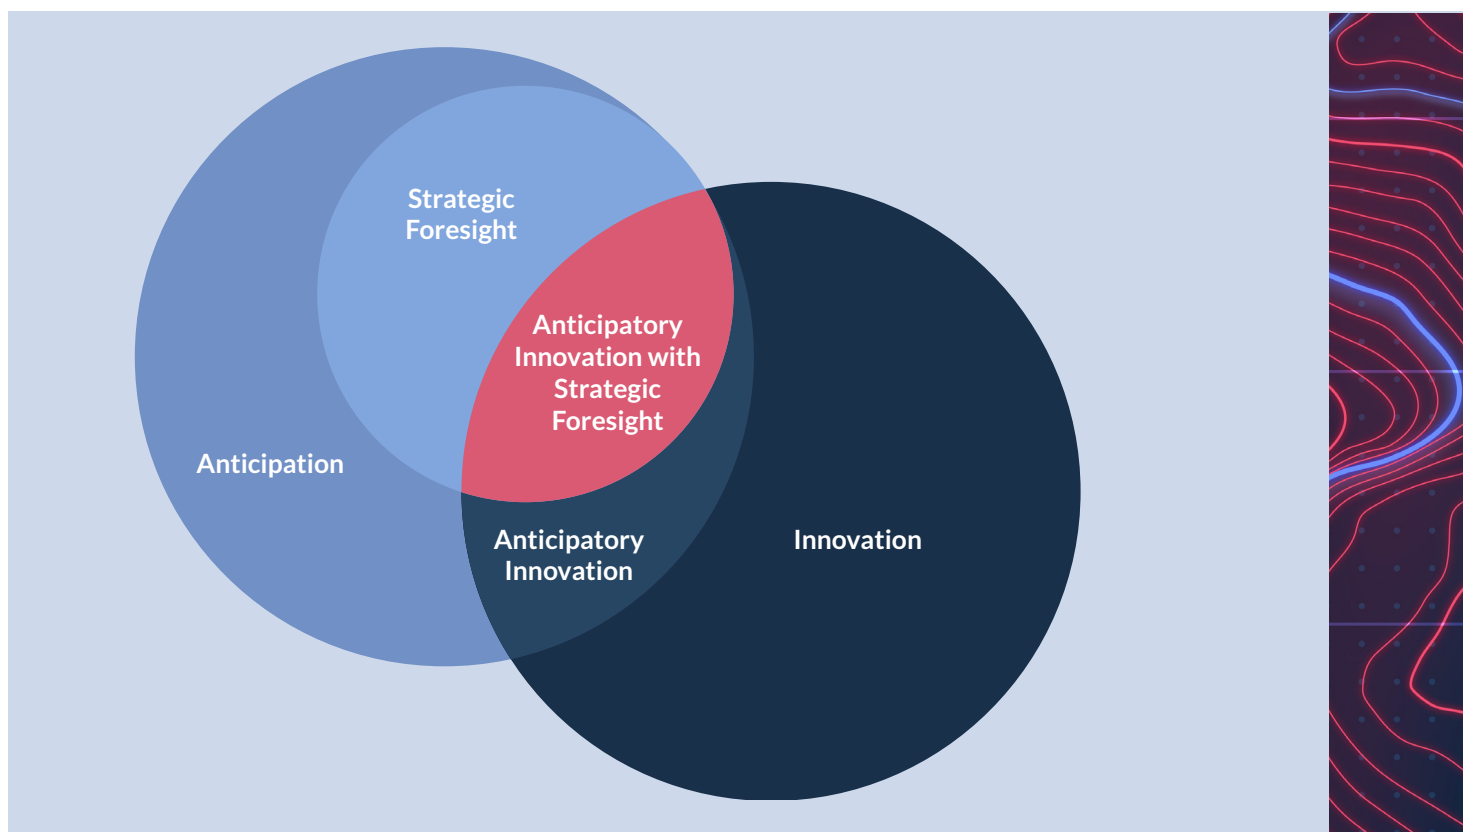 Strategic
Foresight
Anticipatory
Innovation with
Strategic
Foresight
Anticipation
Anticipatory
Innovation
Innovation